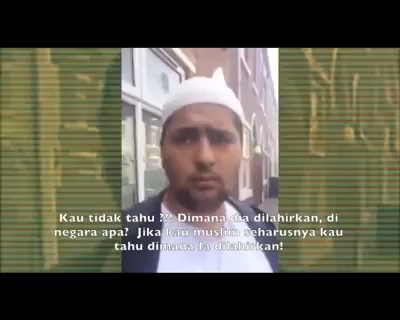 Kau tidak tahu ?!! Dimana dia dilahirkan, di
negara apa?  Jika kau muslim seharusnya kau
tahu dimana Ia dilahirkan!